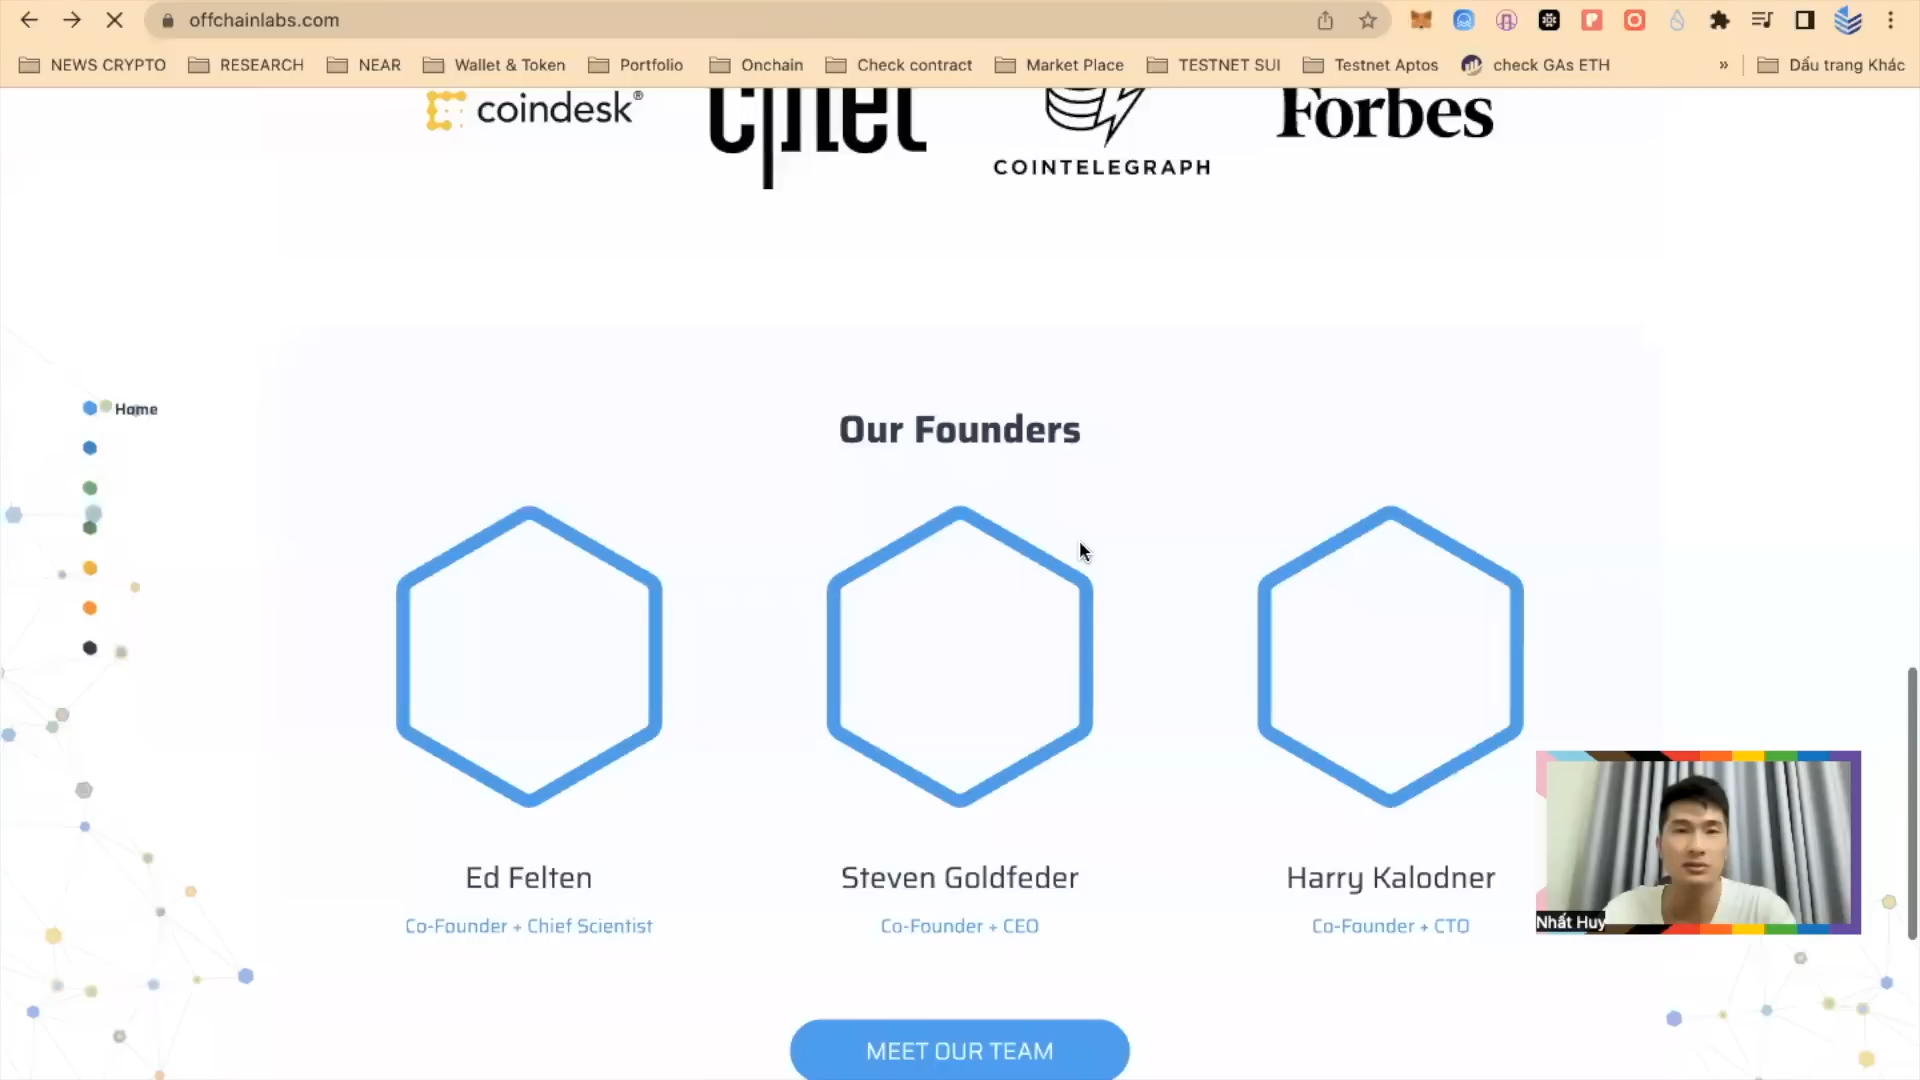 offchainlabs.com
NEWS CRYPTO
RESEARCH
NEAR
Wallet & Token
Portfolio
Onchain
Check contract
Market Place
TESTNET SUI
Testnet Aptos
check GAs ETH
»
Dấu trang Khác
coindesk®
cnet
COINTELEGRAPH
Forbes
Home
Our Founders
Ed Felten
Co-Founder + Chief Scientist
Steven Goldfeder
Co-Founder + CEO
Harry Kalodner
Co-Founder + CTO
Nhất Huy
MEET OUR TEAM